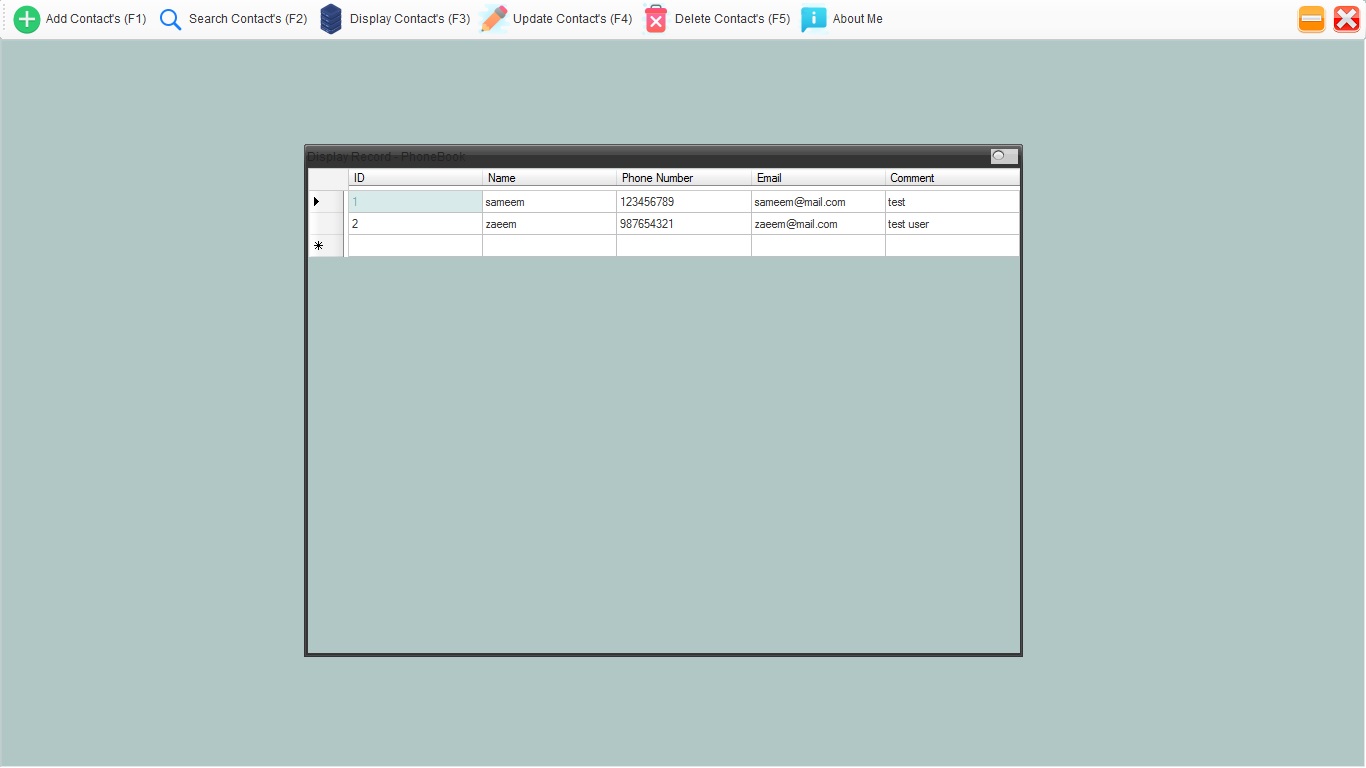 Add Contact's (F1) Search Contact's (F2) Display Contact's (F3) Update Contact's (F4) Delete Contact's (F5) About Me
Display Record - PhoneBook
ID Name Phone Number Email Comment
1 sameem 123456789 sameem@mail.com test
2 zaeem 987654321 zaeem@mail.com test user